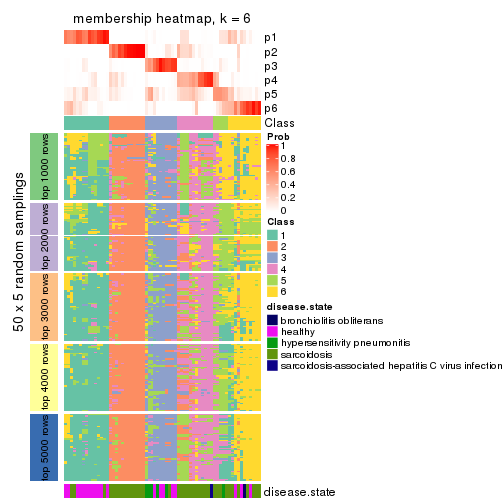 membership heatmap, k = 6
p1
p2
p3
p4
p5
p6
Class
Prob
1
0.8
0.6
0.4
0.2
0
Class
1
2
3
4
5
6
disease.state
bronchiolitis obliterans
healthy
hypersensitivity pneumonitis
sarcoidosis
sarcoidosis-associated hepatitis C virus infection
50 x 5 random samplings
top 1000 rows
top 2000 rows
top 3000 rows
top 4000 rows
top 5000 rows
disease.state